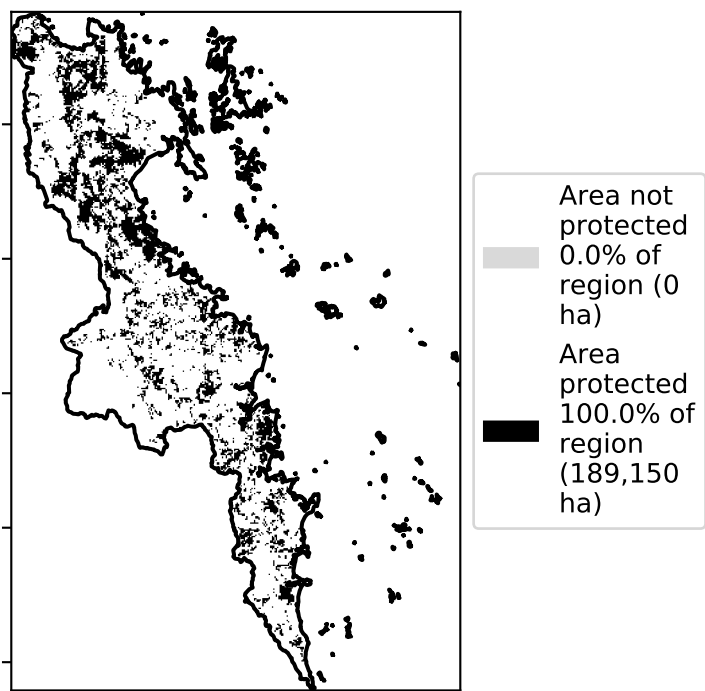 Area not
protected
0.0% of
region (0
ha)
Area
protected
100.0% of
region
(189,150
ha)